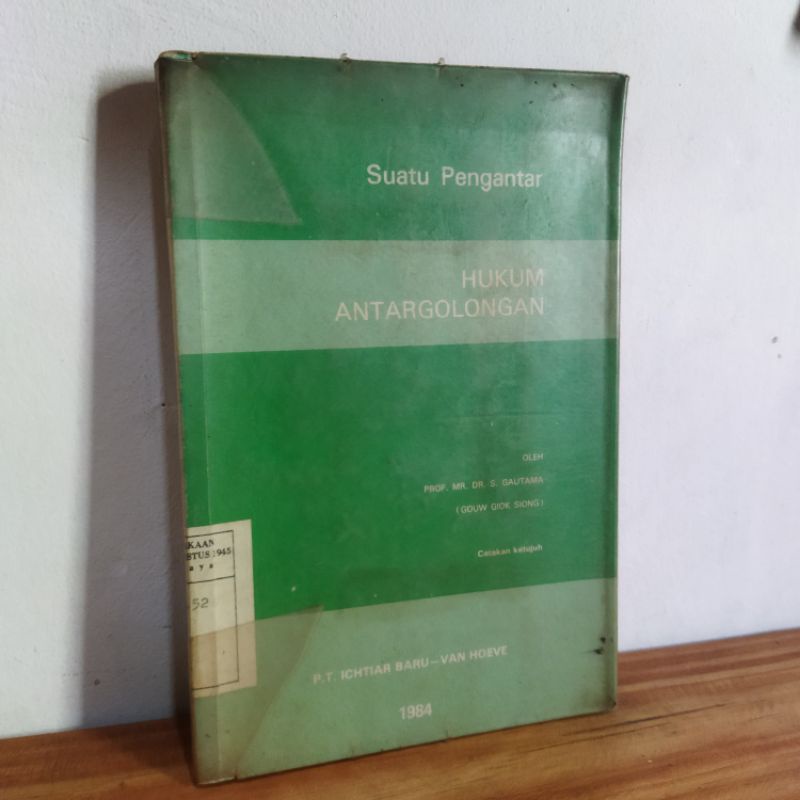 Suatu Pengantar
HUKUM
ANTARGOLONGAN
OLEH
PROF. MR. DR. S. GAUTAMA
(GOUW GIOK SIONG)
Cetakan ketujuh
KAAN
STUS 1945
aya
52
P.T. ICHTIAR BARU—VAN HOEVE
1984